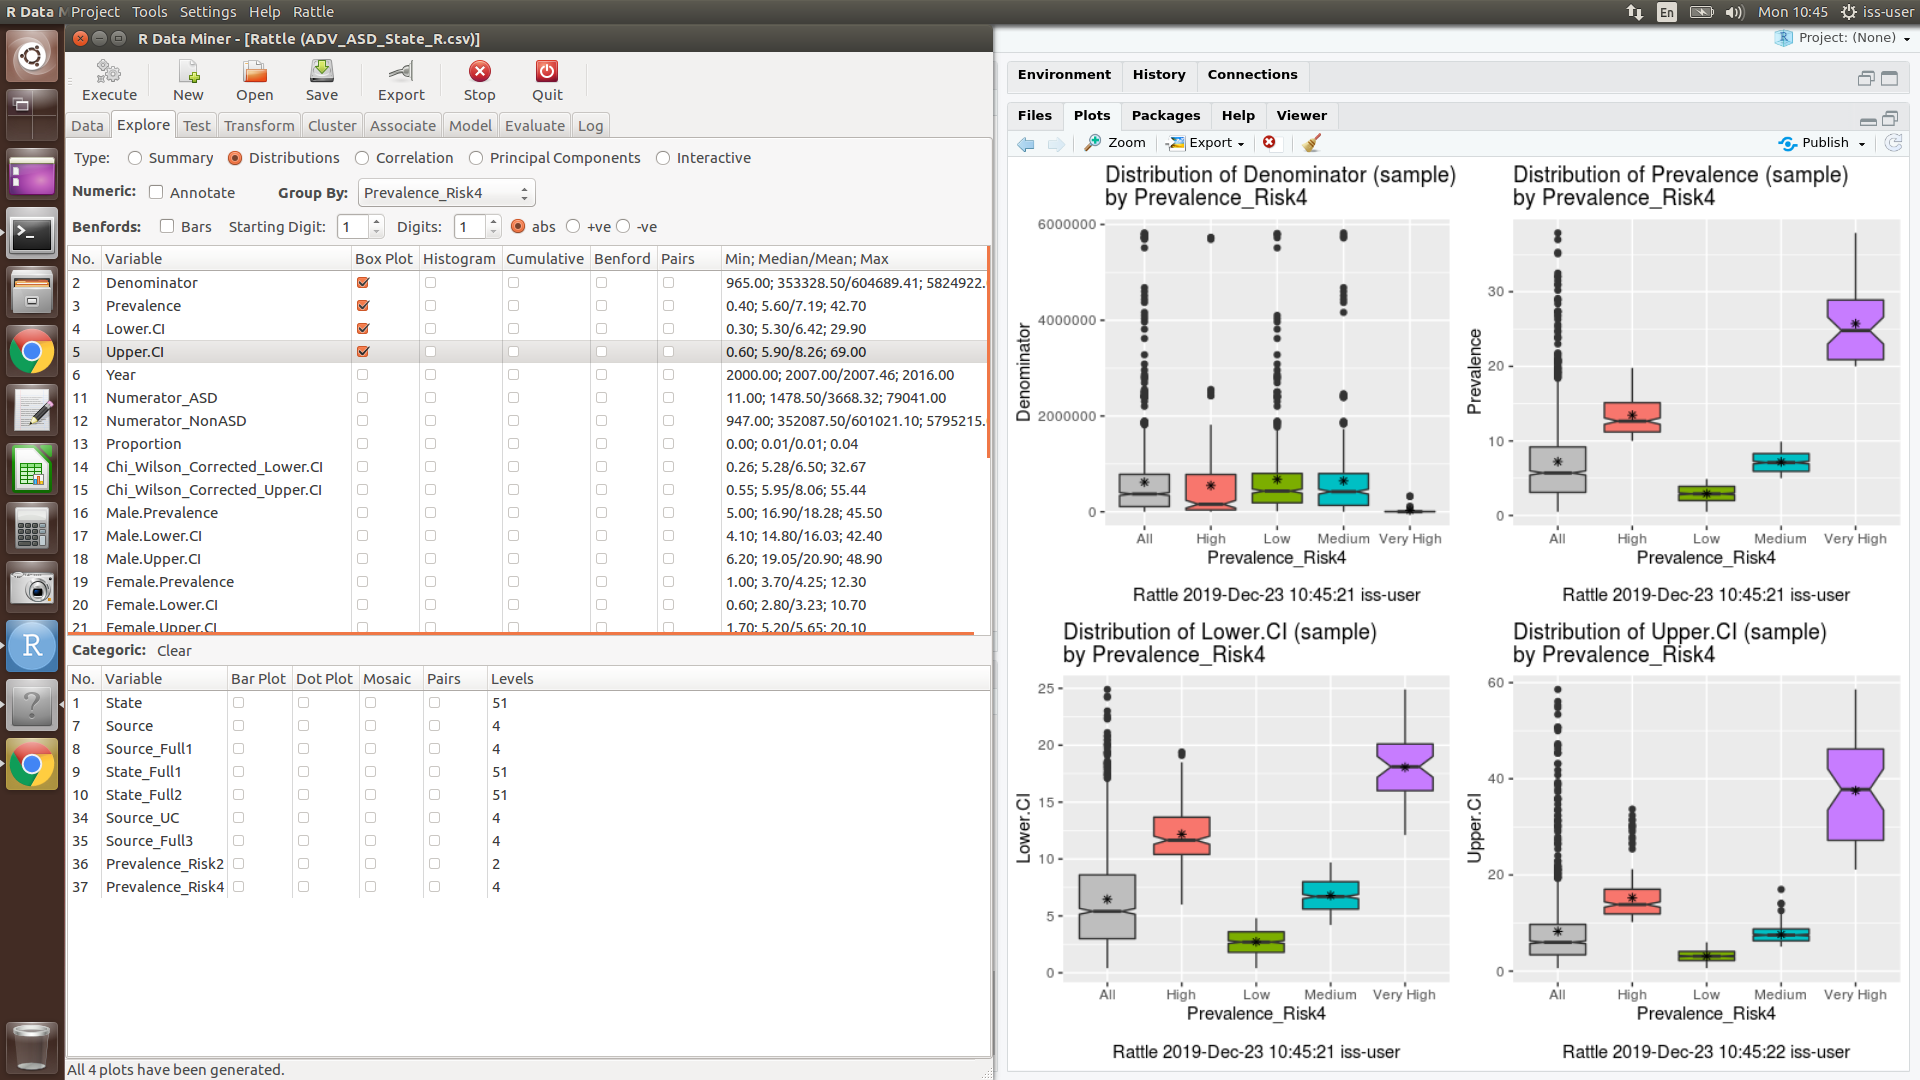 R Data M Project Tools Settings Help Rattle
En Mon 10:45 iss-user
R Data Miner - [Rattle (ADV_ASD_State_R.csv)]
Project: (None)
Execute New Open Save Export Stop Quit
Environment History Connections
Data Explore Test Transform Cluster Associate Model Evaluate Log
Files Plots Packages Help Viewer
Zoom Export Publish
Type: Summary Distributions Correlation Principal Components Interactive
Numeric: Annotate Group By: Prevalence_Risk4
Benfords: Bars Starting Digit: 1 Digits: 1 abs +ve -ve
No. Variable Box Plot Histogram Cumulative Benford Pairs Min; Median/Mean; Max
2 Denominator 965.00; 353328.50/604689.41; 5824922.
3 Prevalence 0.40; 5.60/7.19; 42.70
4 Lower.CI 0.30; 5.30/6.42; 29.90
5 Upper.CI 0.60; 5.90/8.26; 69.00
6 Year 2000.00; 2007.00/2007.46; 2016.00
11 Numerator_ASD 11.00; 1478.50/3668.32; 79041.00
12 Numerator_NonASD 947.00; 352087.50/601021.10; 5795215.
13 Proportion 0.00; 0.01/0.01; 0.04
14 Chi_Wilson_Corrected_Lower.CI 0.26; 5.28/6.50; 32.67
15 Chi_Wilson_Corrected_Upper.CI 0.55; 5.95/8.06; 55.44
16 Male.Prevalence 5.00; 16.90/18.28; 45.50
17 Male.Lower.CI 4.10; 14.80/16.03; 42.40
18 Male.Upper.CI 6.20; 19.05/20.90; 48.90
19 Female.Prevalence 1.00; 3.70/4.25; 12.30
20 Female.Lower.CI 0.60; 2.80/3.23; 10.70
21 Female.Upper.CI 1.70; 5.20/5.65; 20.10
Categoric: Clear
No. Variable Bar Plot Dot Plot Mosaic Pairs Levels
1 State 51
7 Source 4
8 Source_Full1 4
9 State_Full1 51
10 State_Full2 51
34 Source_UC 4
35 Source_Full3 4
36 Prevalence_Risk2 2
37 Prevalence_Risk4 4
All 4 plots have been generated.
Distribution of Denominator (sample)
by Prevalence_Risk4
6000000
4000000
2000000
0
Denominator
All High Low Medium Very High
Prevalence_Risk4
Rattle 2019-Dec-23 10:45:21 iss-user
Distribution of Prevalence (sample)
by Prevalence_Risk4
30
20
10
0
Prevalence
All High Low Medium Very High
Prevalence_Risk4
Rattle 2019-Dec-23 10:45:21 iss-user
Distribution of Lower.CI (sample)
by Prevalence_Risk4
25
20
15
10
5
0
Lower.CI
All High Low Medium Very High
Prevalence_Risk4
Rattle 2019-Dec-23 10:45:21 iss-user
Distribution of Upper.CI (sample)
by Prevalence_Risk4
60
40
20
0
Upper.CI
All High Low Medium Very High
Prevalence_Risk4
Rattle 2019-Dec-23 10:45:22 iss-user